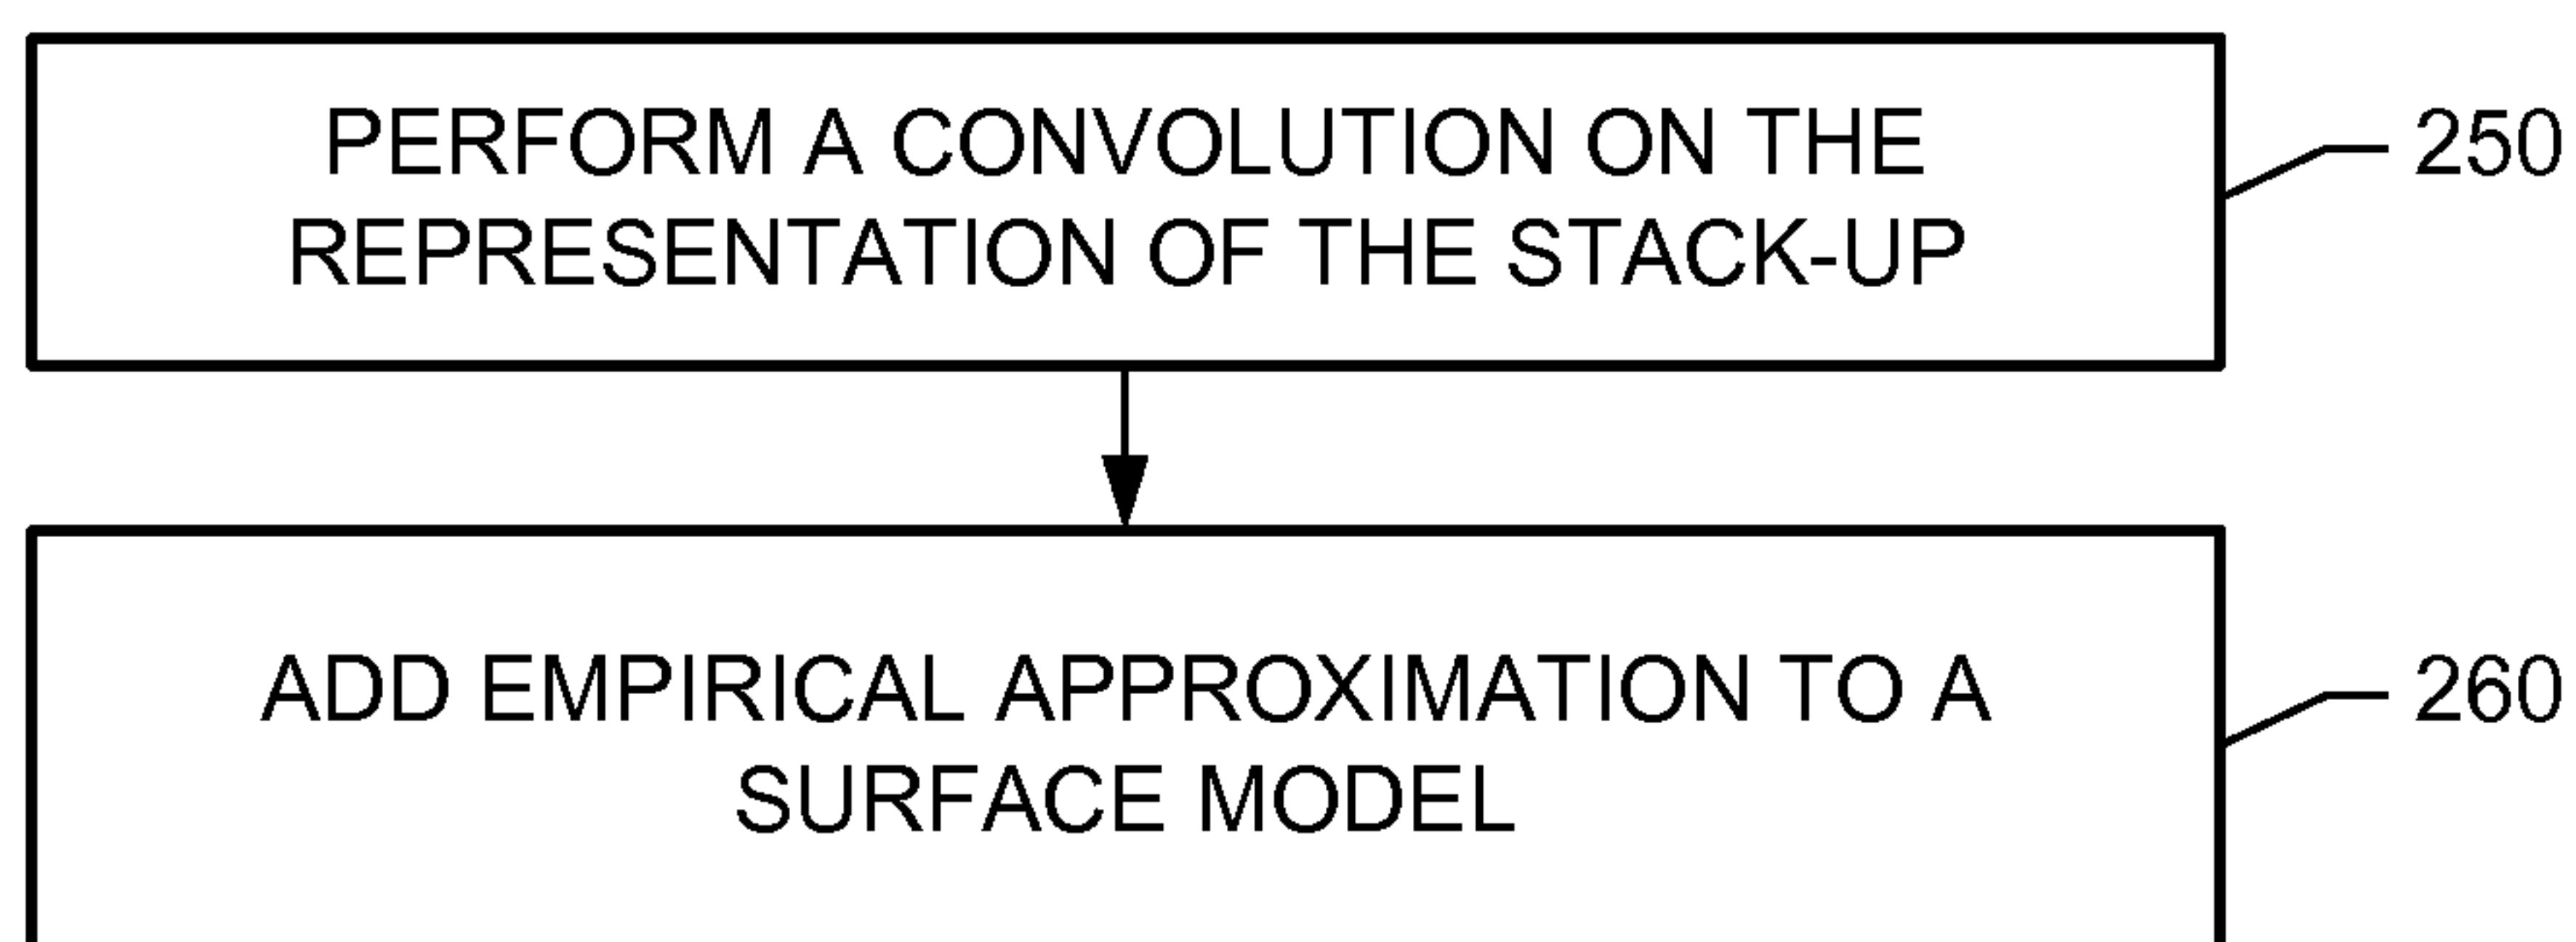 PERFORM A CONVOLUTION ON THE
REPRESENTATION OF THE STACK-UP
250
ADD EMPIRICAL APPROXIMATION TO A
SURFACE MODEL
260